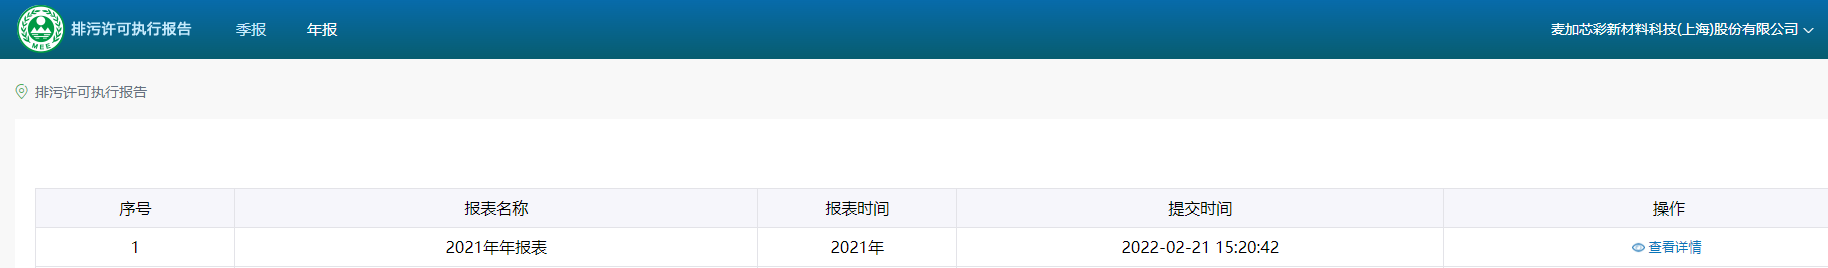 MEE 排污许可执行报告 季报 年报 麦加芯彩新材料科技(上海)股份有限公司
排污许可执行报告
序号 报表名称 报表时间 提交时间 操作
1 2021年年报表 2021年 2022-02-21 15:20:42 查看详情